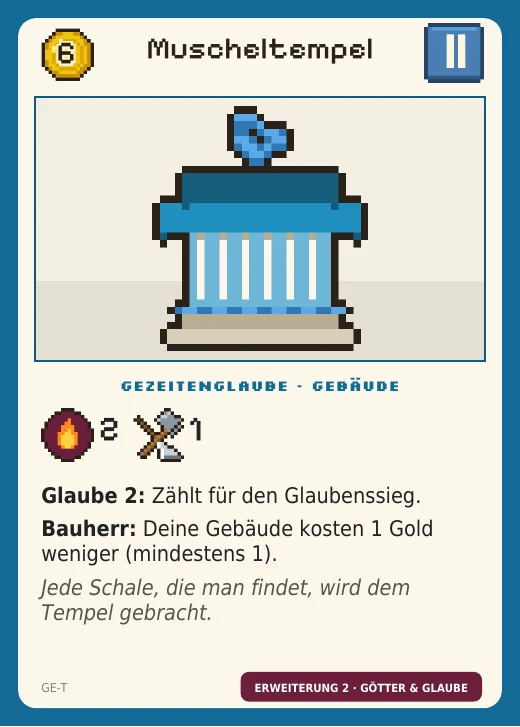 6
Muscheltempel
II
GEZEITENGLAUBE · GEBÄUDE
2
1
Glaube 2: Zählt für den Glaubenssieg.
Bauherr: Deine Gebäude kosten 1 Gold
weniger (mindestens 1).
Jede Schale, die man findet, wird dem
Tempel gebracht.
GE-T
ERWEITERUNG 2 · GÖTTER & GLAUBE